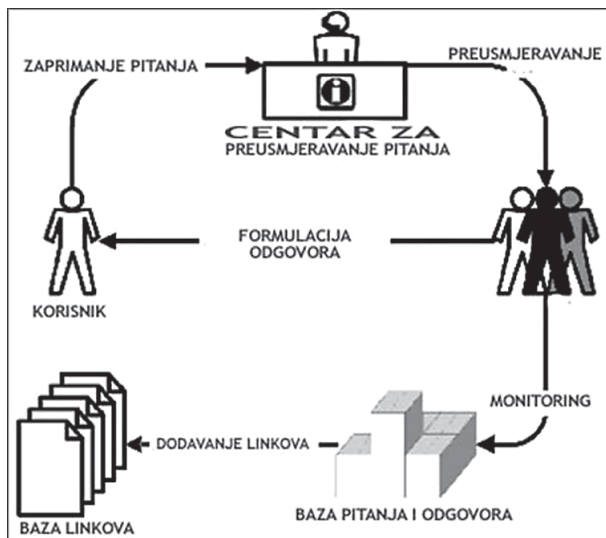 ZAPRIMANJE PITANJA
PREUSMJERAVANJE
i
CENTAR ZA
PREUSMJERAVANJE PITANJA
FORMULACIJA
ODGOVORA
KORISNIK
MONITORING
DODAVANJE LINKOVA
BAZA LINKOVA
BAZA PITANJA I ODGOVORA